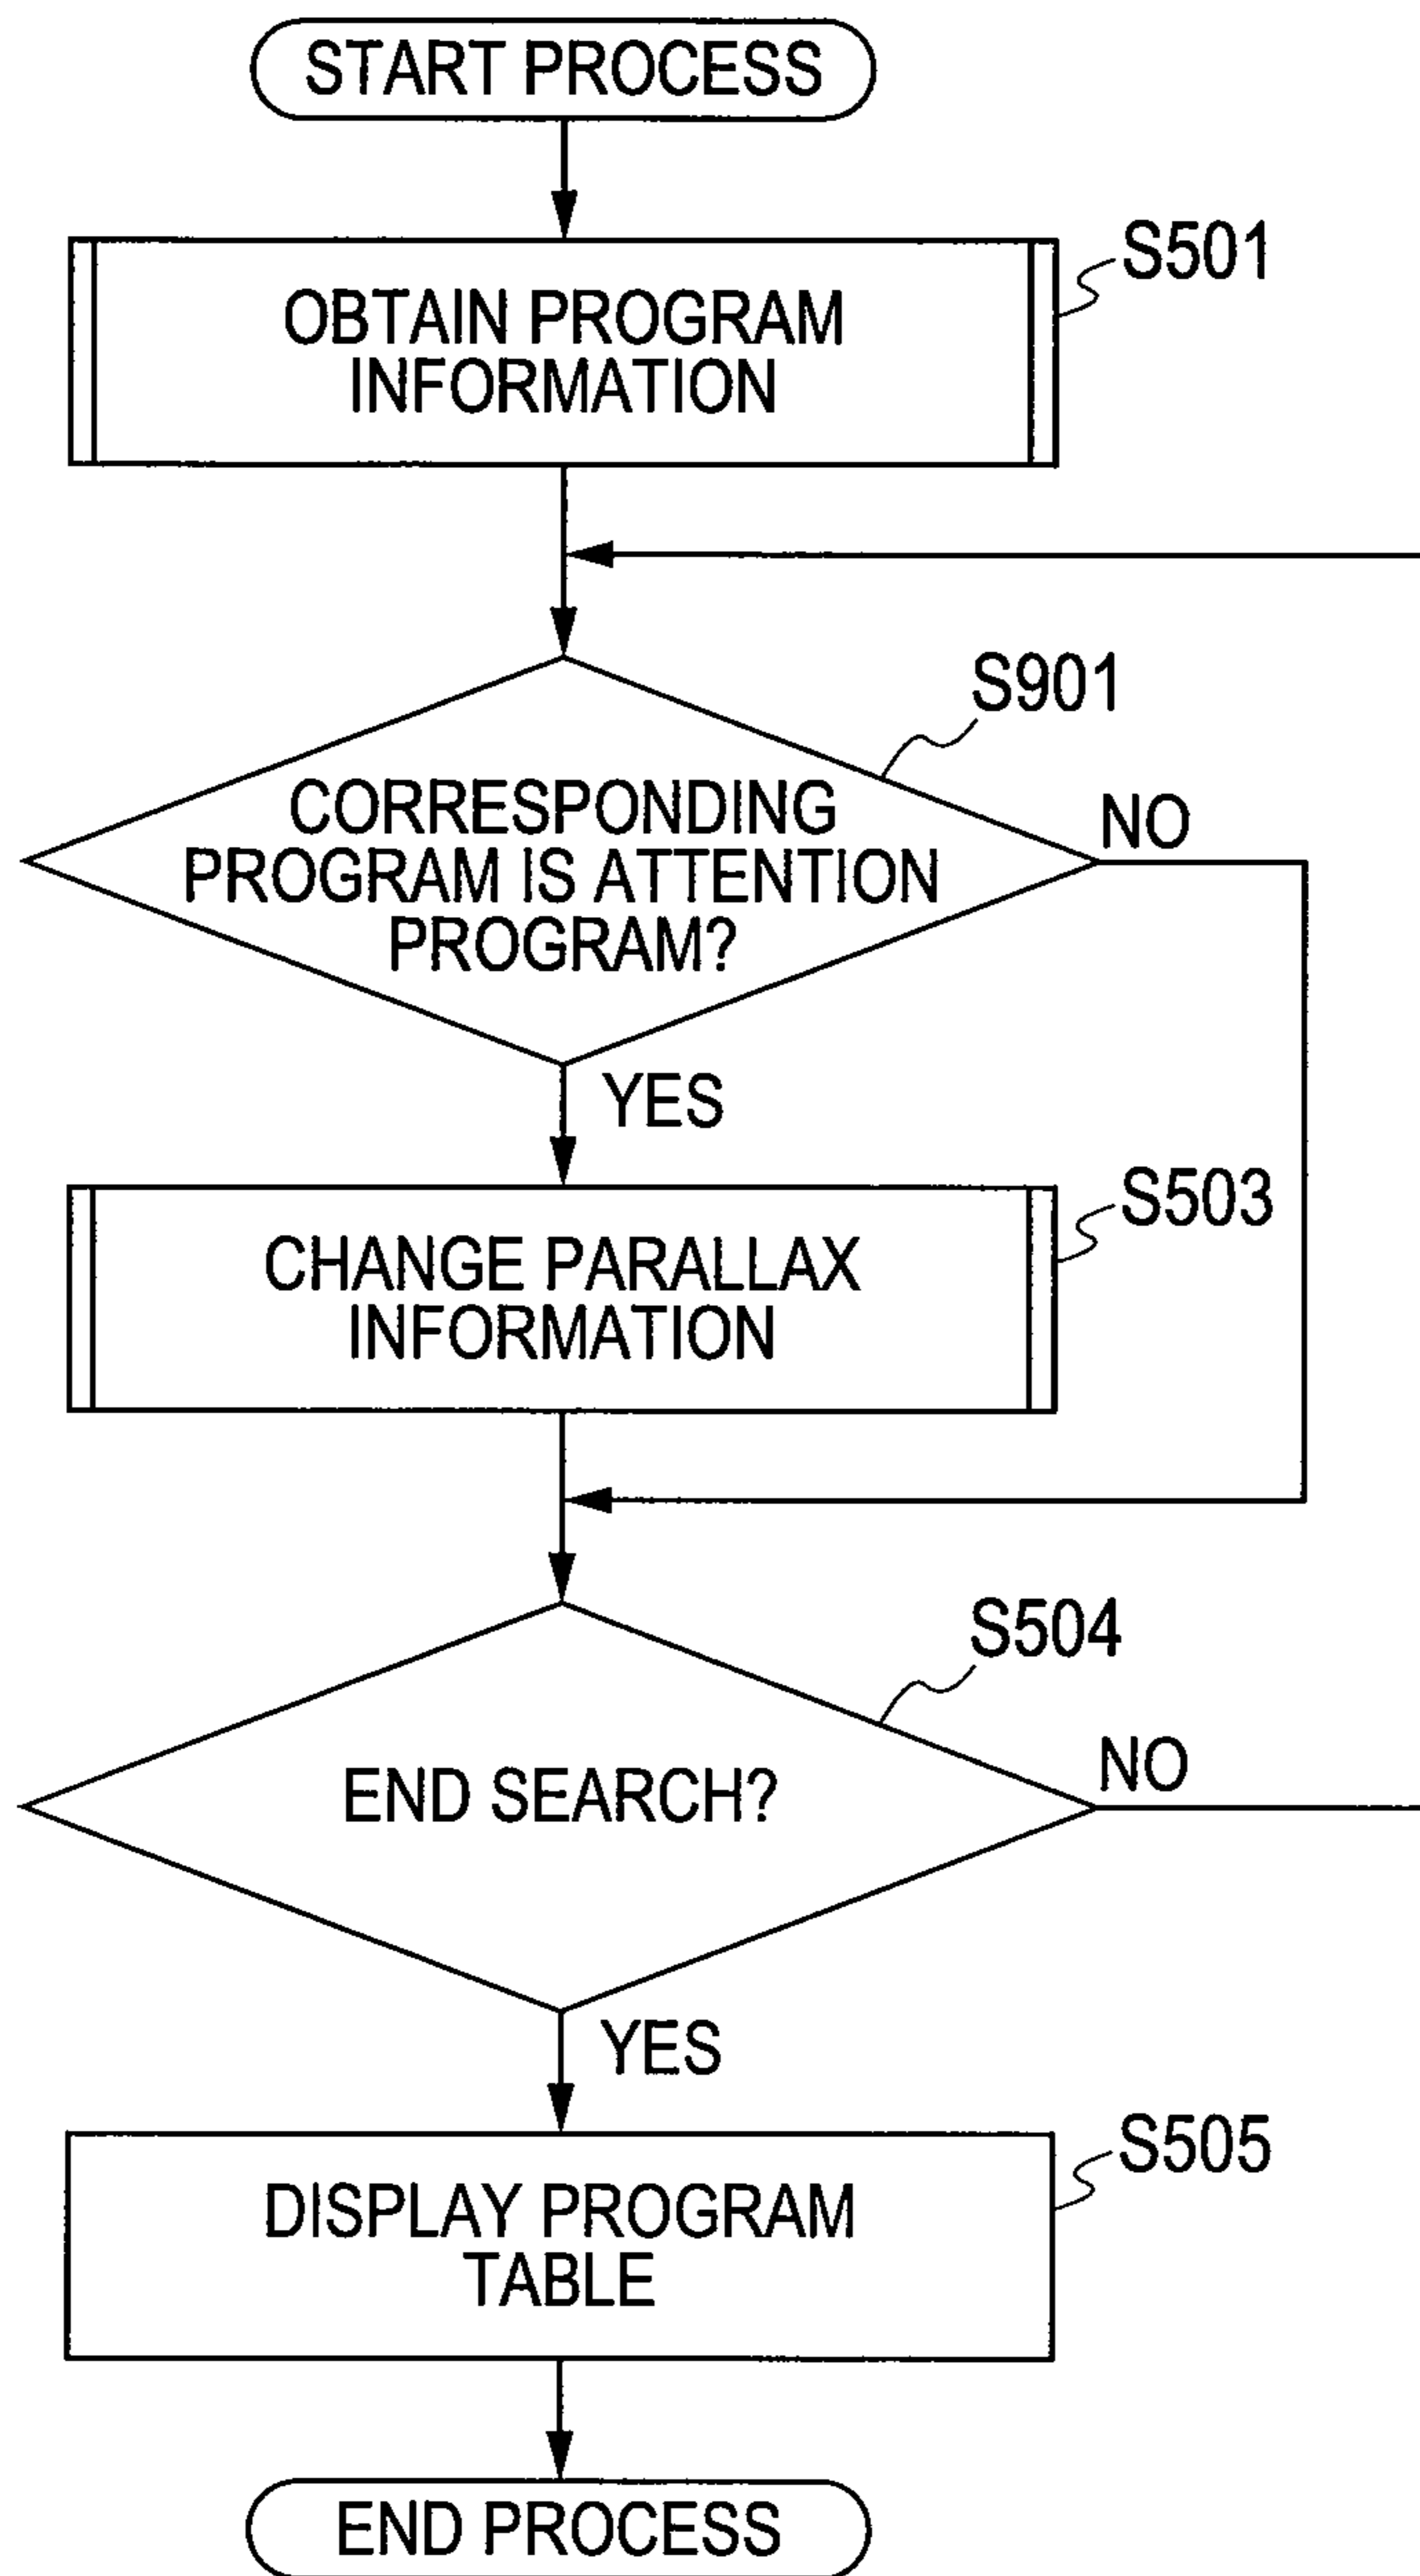 START PROCESS
S501
OBTAIN PROGRAM
INFORMATION
S901
CORRESPONDING
PROGRAM IS ATTENTION
PROGRAM?
NO
YES
S503
CHANGE PARALLAX
INFORMATION
S504
END SEARCH?
NO
YES
S505
DISPLAY PROGRAM
TABLE
END PROCESS